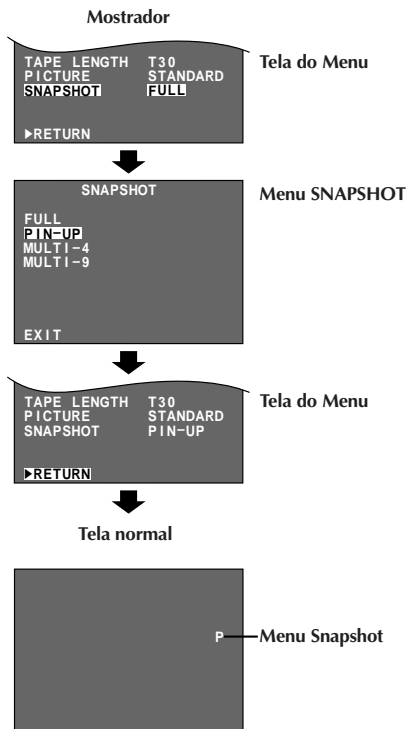 Mostrador
TAPE LENGTH T30
PICTURE STANDARD
SNAPSHOT FULL
▶RETURN
Tela do Menu
SNAPSHOT
FULL
PIN–UP
MULTI–4
MULTI–9
EXIT
Menu SNAPSHOT
TAPE LENGTH T30
PICTURE STANDARD
SNAPSHOT PIN–UP
▶RETURN
Tela do Menu
Tela normal
P
Menu Snapshot